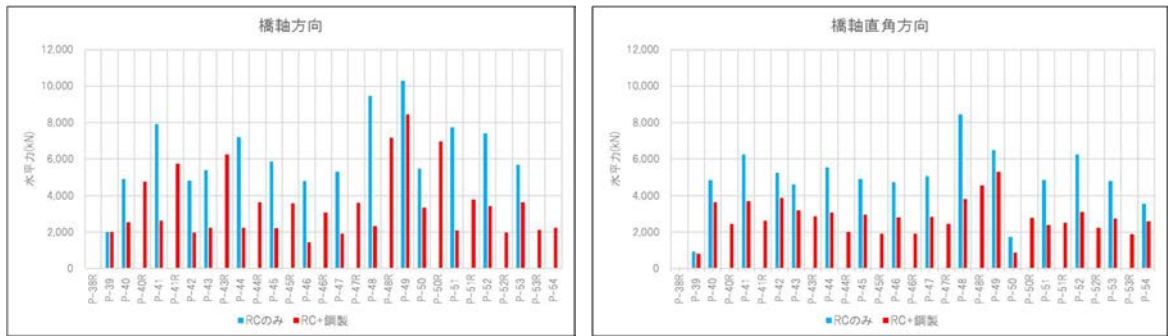 橋軸方向
12,000
10,000
8,000
6,000
4,000
2,000
0
水平力(kN)
P-38R
P-39
P-40
P-40R
P-41
P-41R
P-42
P-43
P-43R
P-44
P-44R
P-45
P-45R
P-46
P-46R
P-47
P-47R
P-48
P-48R
P-49
P-50
P-50R
P-51
P-51R
P-52
P-52R
P-53
P-53R
P-54
RCのみ RC+鋼製
橋軸直角方向
12,000
10,000
8,000
6,000
4,000
2,000
0
水平力(kN)
P-38R
P-39
P-40
P-40R
P-41
P-41R
P-42
P-43
P-43R
P-44
P-44R
P-45
P-45R
P-46
P-46R
P-47
P-47R
P-48
P-48R
P-49
P-50
P-50R
P-51
P-51R
P-52
P-52R
P-53
P-53R
P-54
RCのみ RC+鋼製